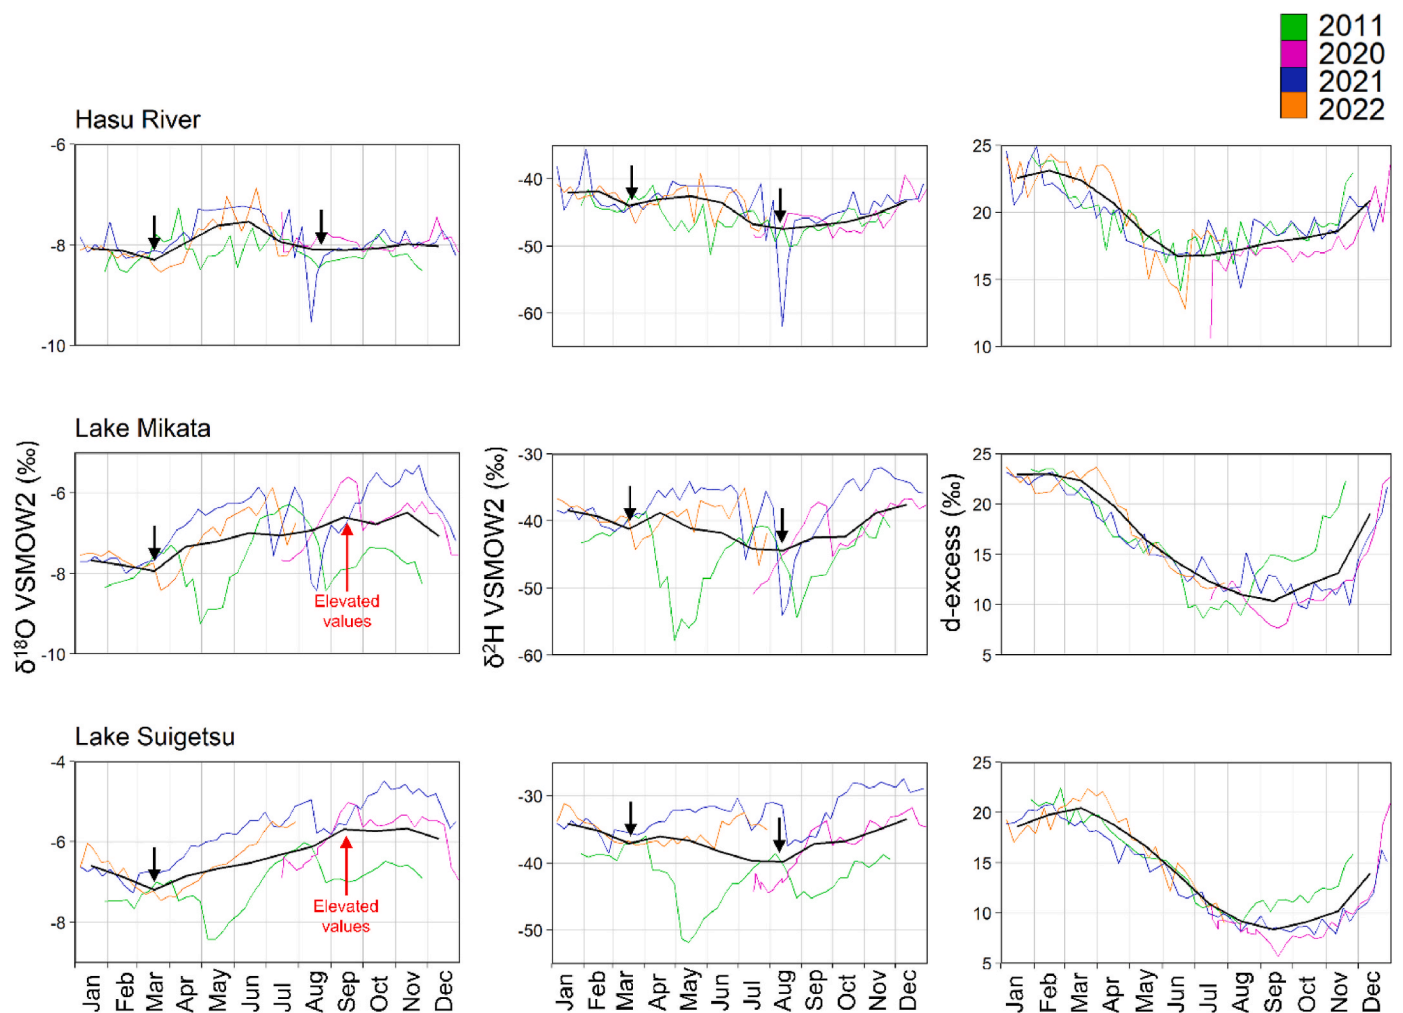 2011
2020
2021
2022
Hasu River
-6
-8
-10
-40
-50
-60
25
20
15
10
Lake Mikata
-6
-8
-10
Elevated
values
-30
-40
-50
-60
25
20
15
10
5
δ18O VSMOW2 (‰)
δ2H VSMOW2 (‰)
d-excess (‰)
Lake Suigetsu
-4
-6
-8
Elevated
values
-30
-40
-50
25
20
15
10
5
Jan Feb Mar Apr May Jun Jul Aug Sep Oct Nov Dec
Jan Feb Mar Apr May Jun Jul Aug Sep Oct Nov Dec
Jan Feb Mar Apr May Jun Jul Aug Sep Oct Nov Dec